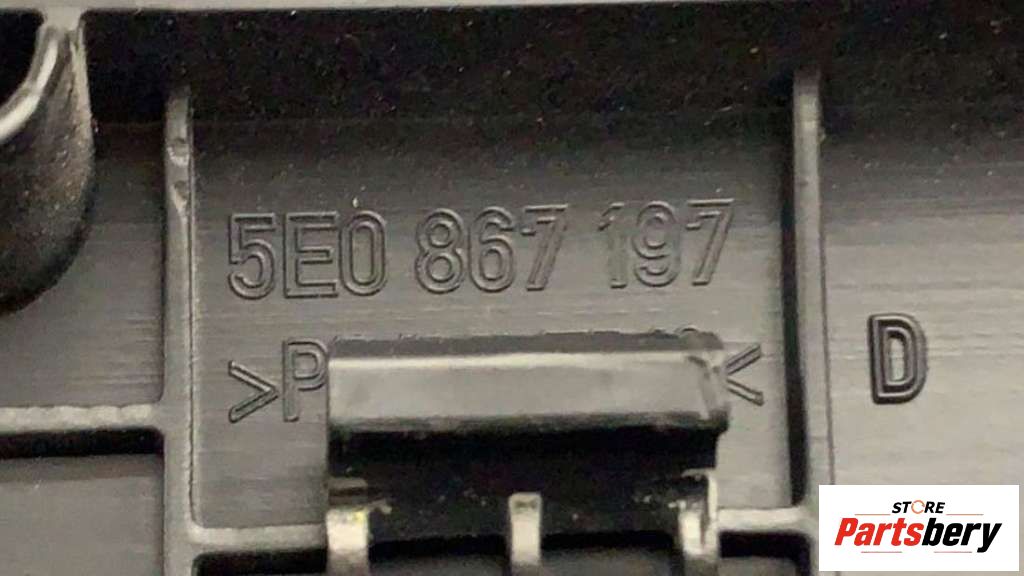 5E0 867 197
>P <
D
STORE
Partsbery